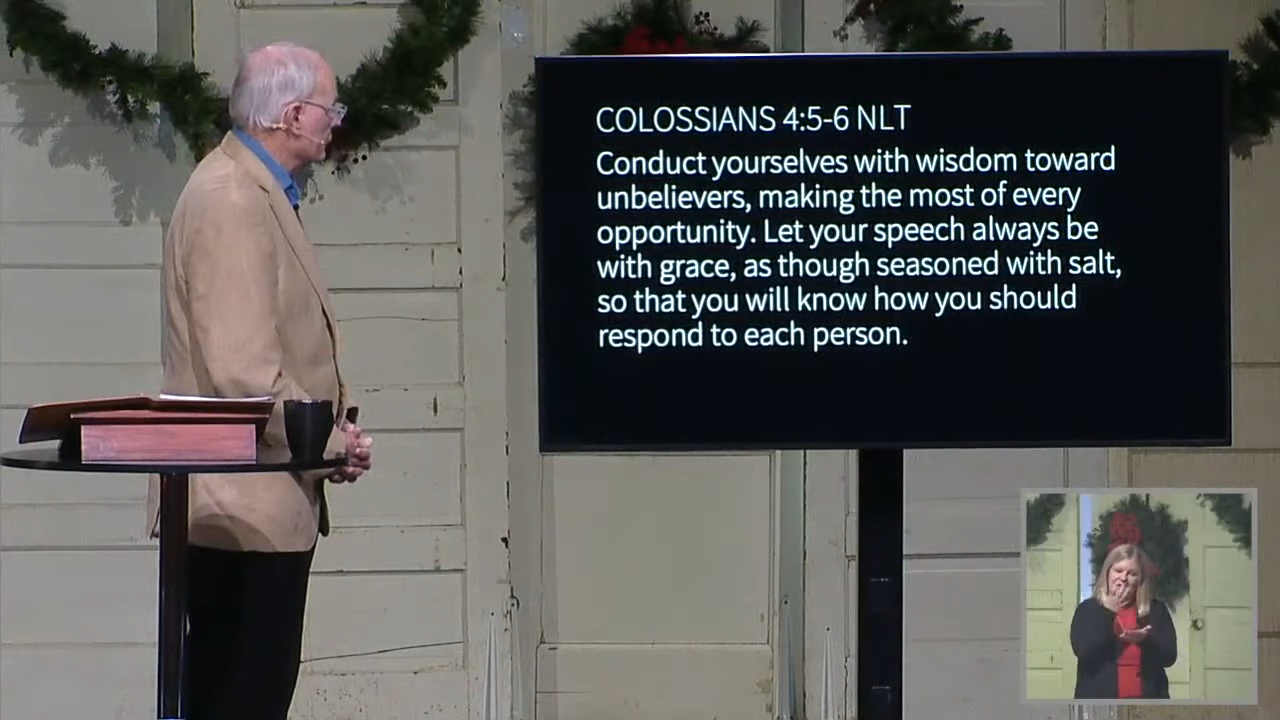 COLOSSIANS 4:5-6 NLT
Conduct yourselves with wisdom toward
unbelievers, making the most of every
opportunity. Let your speech always be
with grace, as though seasoned with salt,
so that you will know how you should
respond to each person.